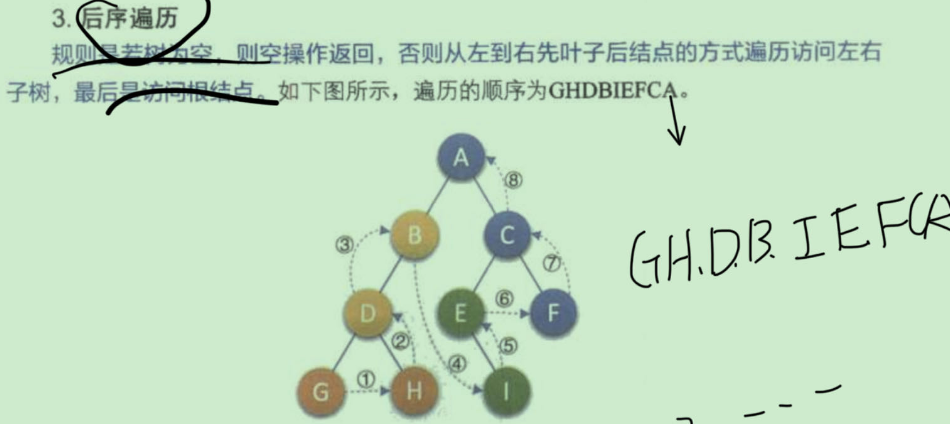 3. 后序遍历
规则是若树为空，则空操作返回，否则从左到右先叶子后结点的方式遍历访问左右
子树，最后是访问根结点。如下图所示，遍历的顺序为GHDBIEFCA。
A
⑧
B
C
③
⑦
GH.D.B.IEFCA
D
E
⑥
F
②
⑤
④
G
①
H
I